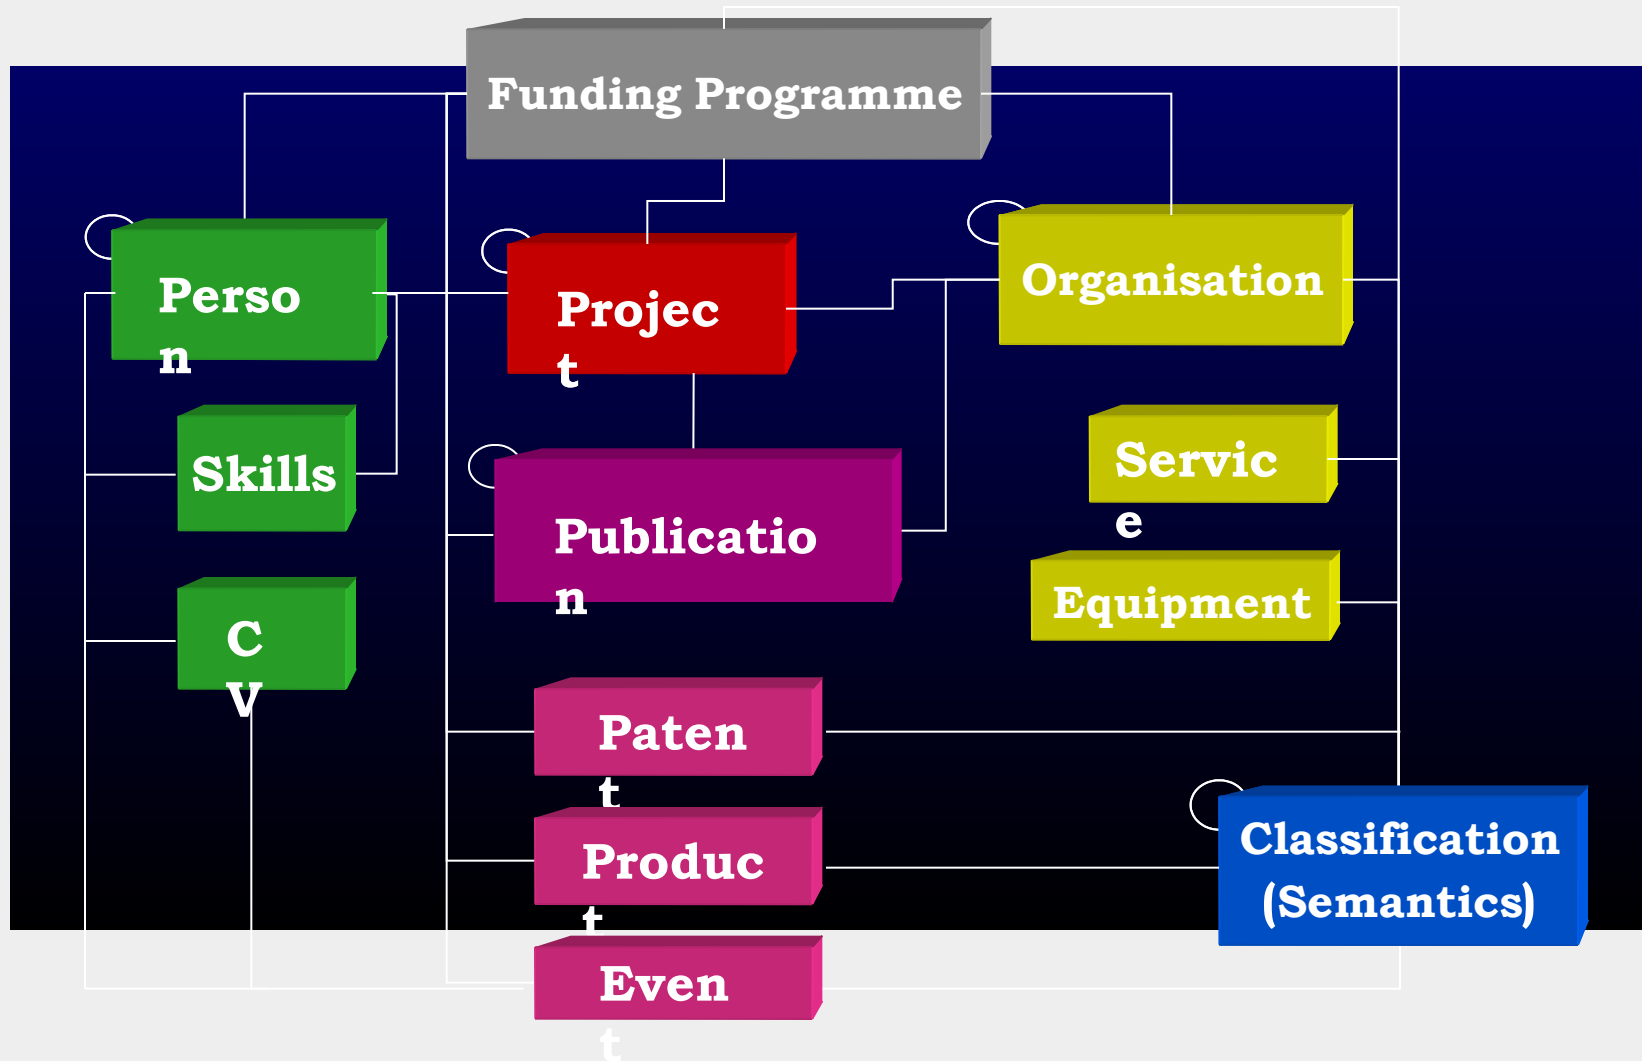 Funding Programme
Perso
n
Projec
t
Organisation
Skills
Servic
e
Publicatio
n
Equipment
C
V
Paten
t
Produc
t
Classification
(Semantics)
Even
t